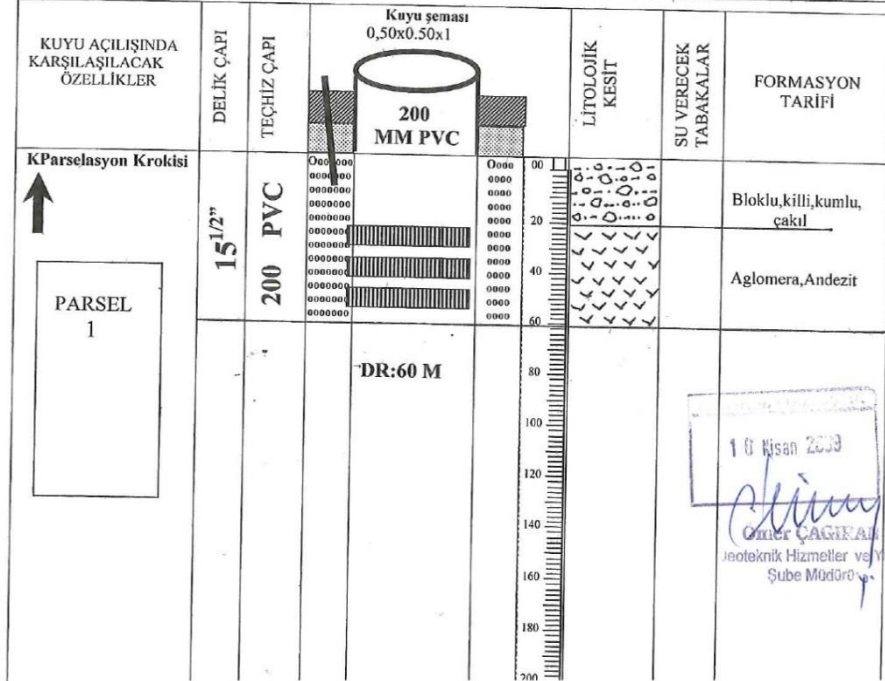 KUYU AÇILIŞINDA
KARŞILAŞILACAK
ÖZELLİKLER
DELİK ÇAPI
TEÇHİZ ÇAPI
Kuyu şeması
0,50x0.50x1
200
MM PVC
LİTOLOJİK
KESİT
SU VERECEK
TABAKALAR
FORMASYON
TARİFİ
KParselasyon Krokisi
PARSEL
1
15 1/2"
200 PVC
00
20
40
60
80
100
120
140
160
180
200
DR:60 M
Bloklu,killi,kumlu,
çakıl
Aglomera,Andezit
Nisan
Ömer ÇAĞIRAN
Jeoteknik Hizmetler ve Y
Şube Müdürü